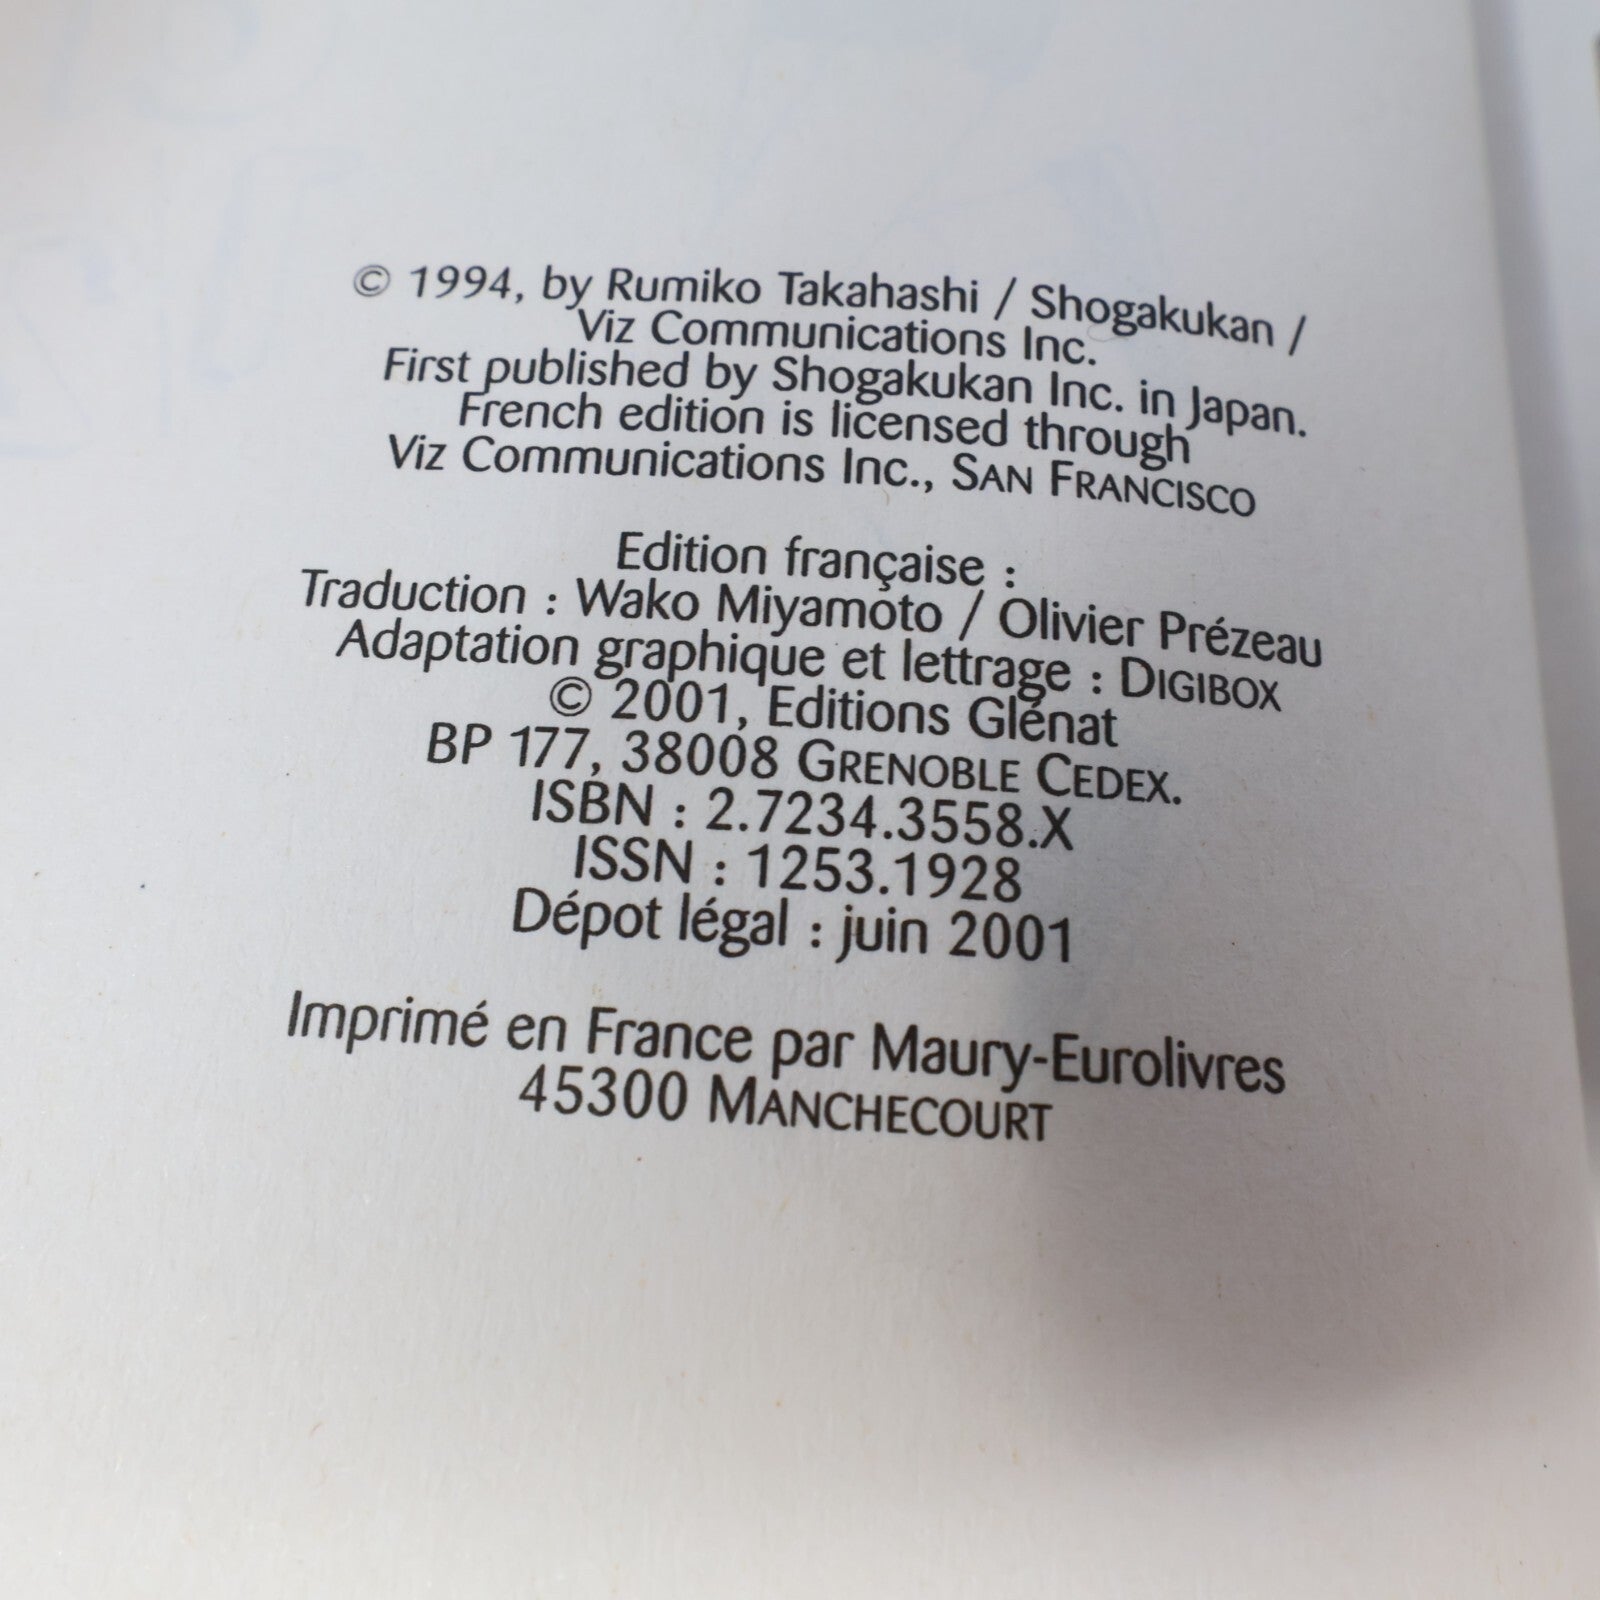 © 1994, by Rumiko Takahashi / Shogakukan /
Viz Communications Inc.
First published by Shogakukan Inc. in Japan.
French edition is licensed through
Viz Communications Inc., SAN FRANCISCO
Edition française :
Traduction : Wako Miyamoto / Olivier Prézeau
Adaptation graphique et lettrage : DIGIBOX
© 2001, Editions Glénat
BP 177, 38008 GRENOBLE CEDEX.
ISBN : 2.7234.3558.X
ISSN : 1253.1928
Dépot légal : juin 2001
Imprimé en France par Maury-Eurolivres
45300 MANCHECOURT